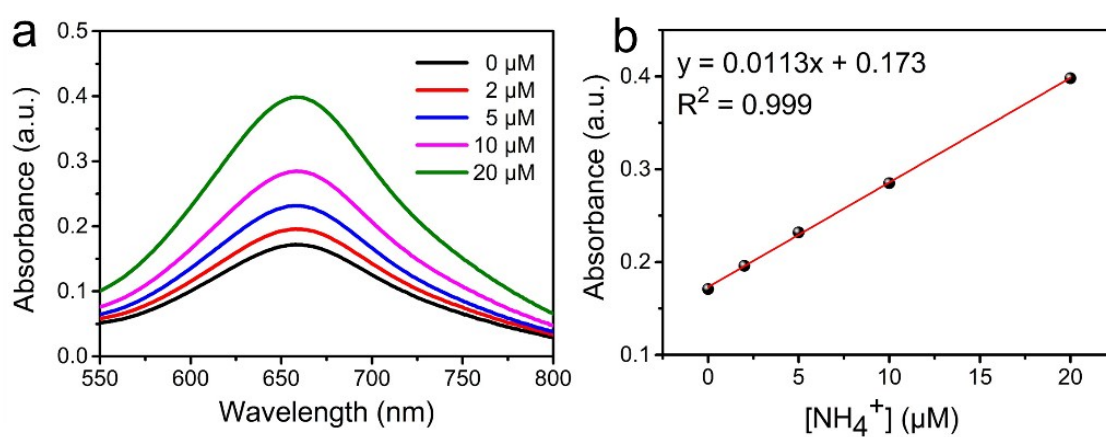 a
0.5
0.4
0.3
0.2
0.1
0.0
Absorbance (a.u.)
0 μM
2 μM
5 μM
10 μM
20 μM
550 600 650 700 750 800
Wavelength (nm)
b
y = 0.0113x + 0.173
R² = 0.999
0.4
0.3
0.2
0.1
Absorbance (a.u.)
0 5 10 15 20
[NH₄⁺] (μM)